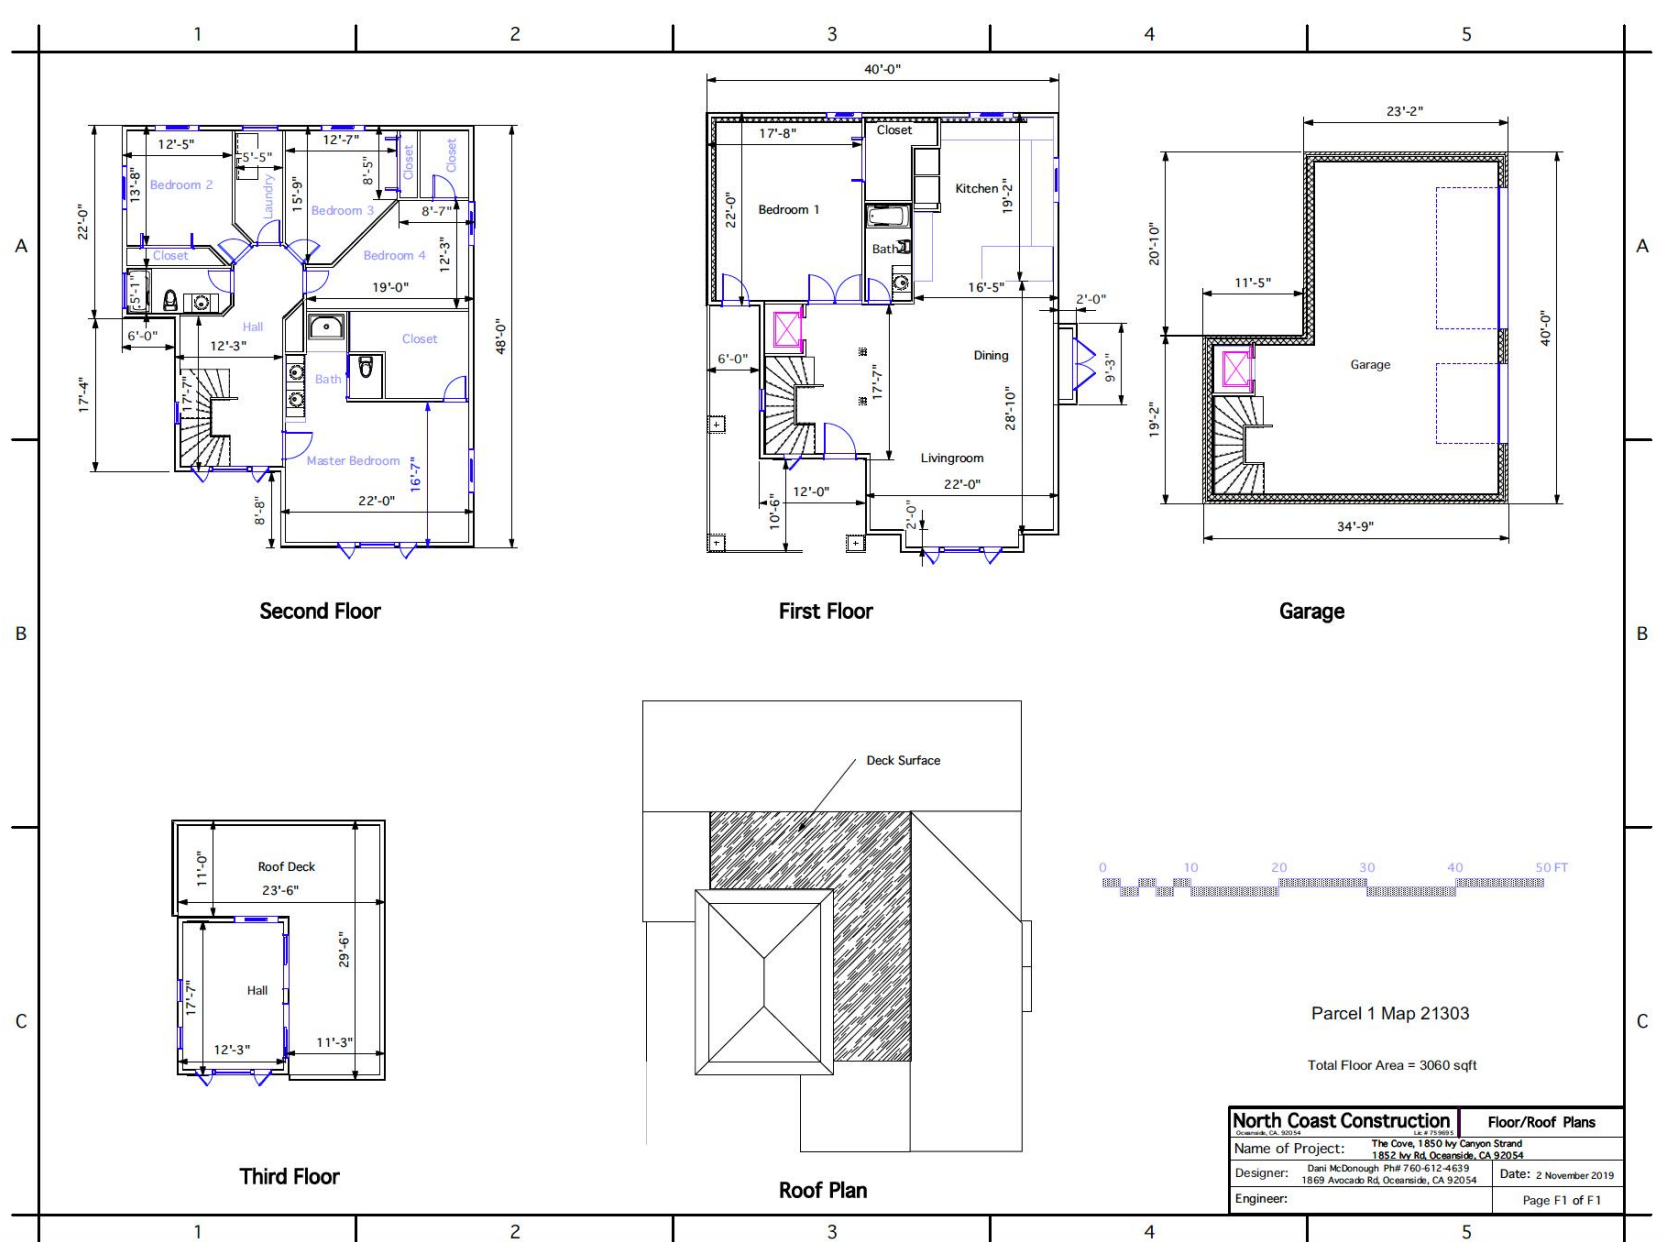 1 2 3 4 5
A A
B B
C C
1 2 3 4 5
22'-0"
17'-4"
12'-5"
Bedroom 2
13'-8"
5'-5"
Laundry
15'-9"
12'-7"
Bedroom 3
8'-5"
Closet
Closet
8'-7"
Bedroom 4
12'-3"
19'-0"
Closet
5'-1"
6'-0"
Hall
12'-3"
17'-7"
Closet
Bath
48'-0"
Master Bedroom
16'-7"
22'-0"
8'-8"
Second Floor
40'-0"
17'-8"
Closet
22'-0"
Bedroom 1
Kitchen
19'-2"
Bath
16'-5"
2'-0"
6'-0"
Dining
9'-3"
17'-7"
28'-10"
Livingroom
12'-0"
22'-0"
10'-6"
2'-0"
First Floor
23'-2"
20'-10"
11'-5"
40'-0"
Garage
19'-2"
34'-9"
Garage
11'-0"
Roof Deck
23'-6"
29'-6"
Hall
17'-7"
12'-3"
11'-3"
Third Floor
Deck Surface
Roof Plan
0 10 20 30 40 50 FT
Parcel 1 Map 21303
Total Floor Area = 3060 sqft
North Coast Construction
Oceanside, CA. 92054 Lic # 759695
Floor/Roof Plans
Name of Project: The Cove, 1850 Ivy Canyon Strand
1852 Ivy Rd, Oceanside, CA 92054
Designer: Dani McDonough Ph# 760-612-4639
1869 Avocado Rd, Oceanside, CA 92054
Date: 2 November 2019
Engineer:
Page F1 of F1